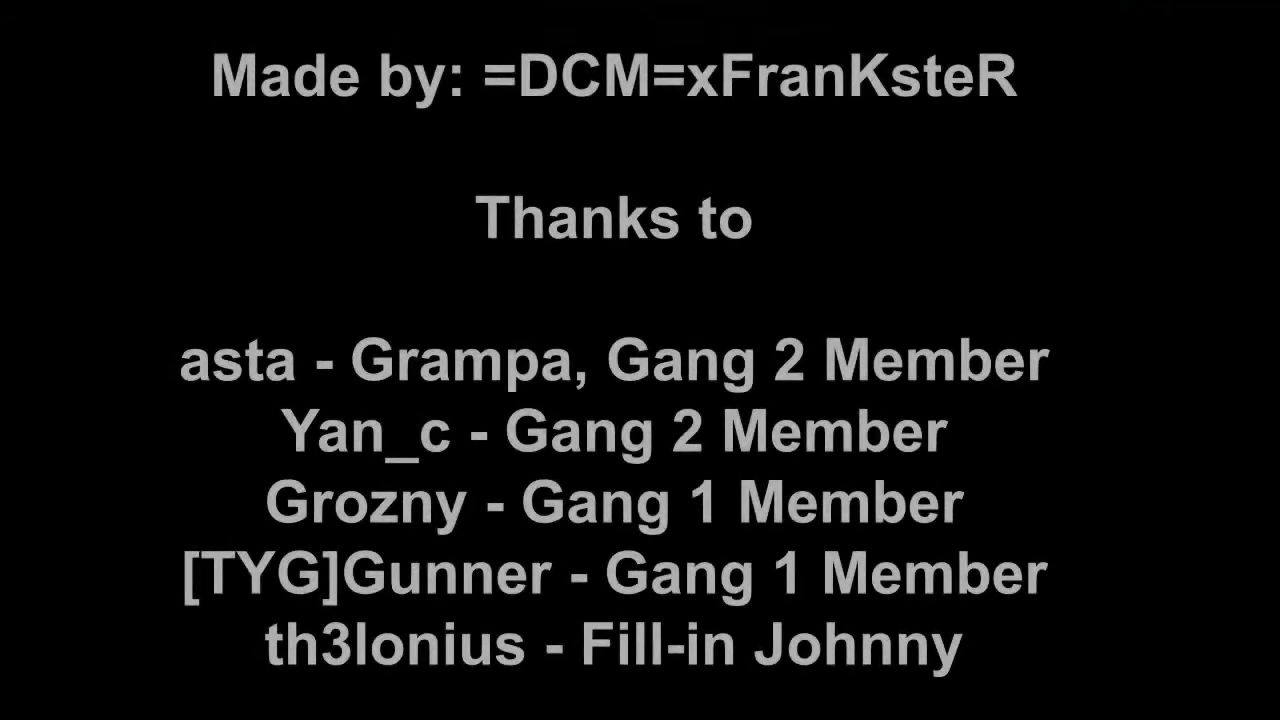 Made by: =DCM=xFranKsteR
Thanks to
asta - Grampa, Gang 2 Member
Yan_c - Gang 2 Member
Grozny - Gang 1 Member
[TYG]Gunner - Gang 1 Member
th3lonius - Fill-in Johnny